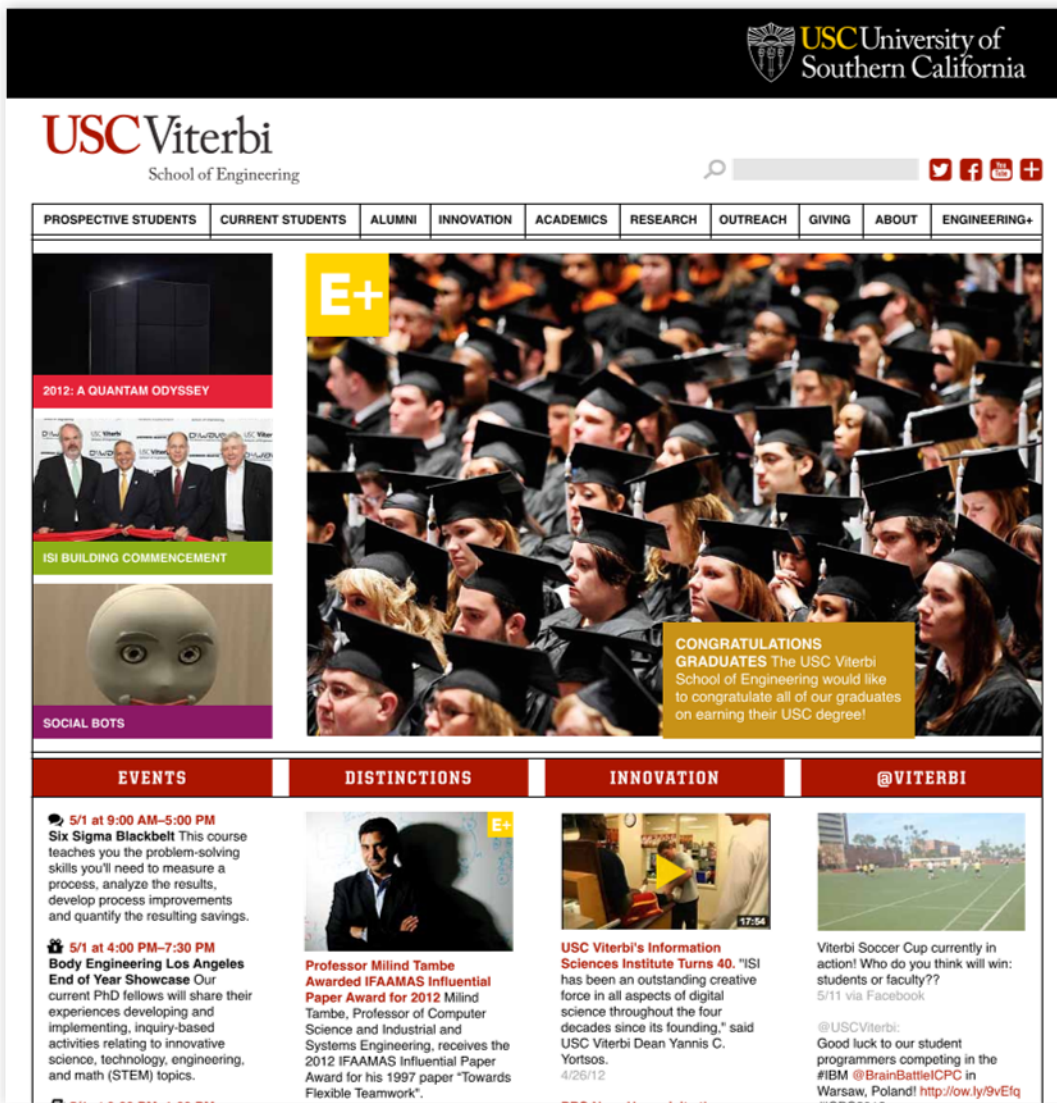 USC University of
Southern California
USC Viterbi
School of Engineering
PROSPECTIVE STUDENTS
CURRENT STUDENTS
ALUMNI
INNOVATION
ACADEMICS
RESEARCH
OUTREACH
GIVING
ABOUT
ENGINEERING+
2012: A QUANTAM ODYSSEY
ISI BUILDING COMMENCEMENT
SOCIAL BOTS
E+
CONGRATULATIONS
GRADUATES The USC Viterbi
School of Engineering would like
to congratulate all of our graduates
on earning their USC degree!
EVENTS
5/1 at 9:00 AM–5:00 PM
Six Sigma Blackbelt This course
teaches you the problem-solving
skills you'll need to measure a
process, analyze the results,
develop process improvements
and quantify the resulting savings.
5/1 at 4:00 PM–7:30 PM
Body Engineering Los Angeles
End of Year Showcase Our
current PhD fellows will share their
experiences developing and
implementing, inquiry-based
activities relating to innovative
science, technology, engineering,
and math (STEM) topics.
DISTINCTIONS
E+
Professor Milind Tambe
Awarded IFAAMAS Influential
Paper Award for 2012 Milind
Tambe, Professor of Computer
Science and Industrial and
Systems Engineering, receives the
2012 IFAAMAS Influential Paper
Award for his 1997 paper “Towards
Flexible Teamwork”.
INNOVATION
17:54
USC Viterbi's Information
Sciences Institute Turns 40. "ISI
has been an outstanding creative
force in all aspects of digital
science throughout the four
decades since its founding," said
USC Viterbi Dean Yannis C.
Yortsos.
4/26/12
@VITERBI
Viterbi Soccer Cup currently in
action! Who do you think will win:
students or faculty??
5/11 via Facebook
@USCViterbi:
Good luck to our student
programmers competing in the
#IBM @BrainBattleICPC in
Warsaw, Poland! http://ow.ly/9vEfq